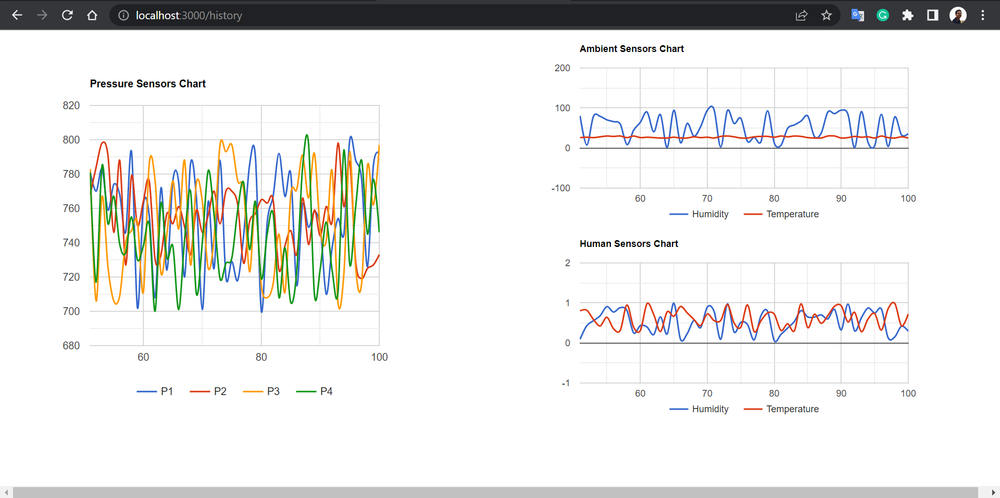 localhost:3000/history
Pressure Sensors Chart
820
800
780
760
740
720
700
680
60 80 100
P1 P2 P3 P4
Ambient Sensors Chart
200
100
0
-100
60 70 80 90 100
Humidity Temperature
Human Sensors Chart
2
1
0
-1
60 70 80 90 100
Humidity Temperature